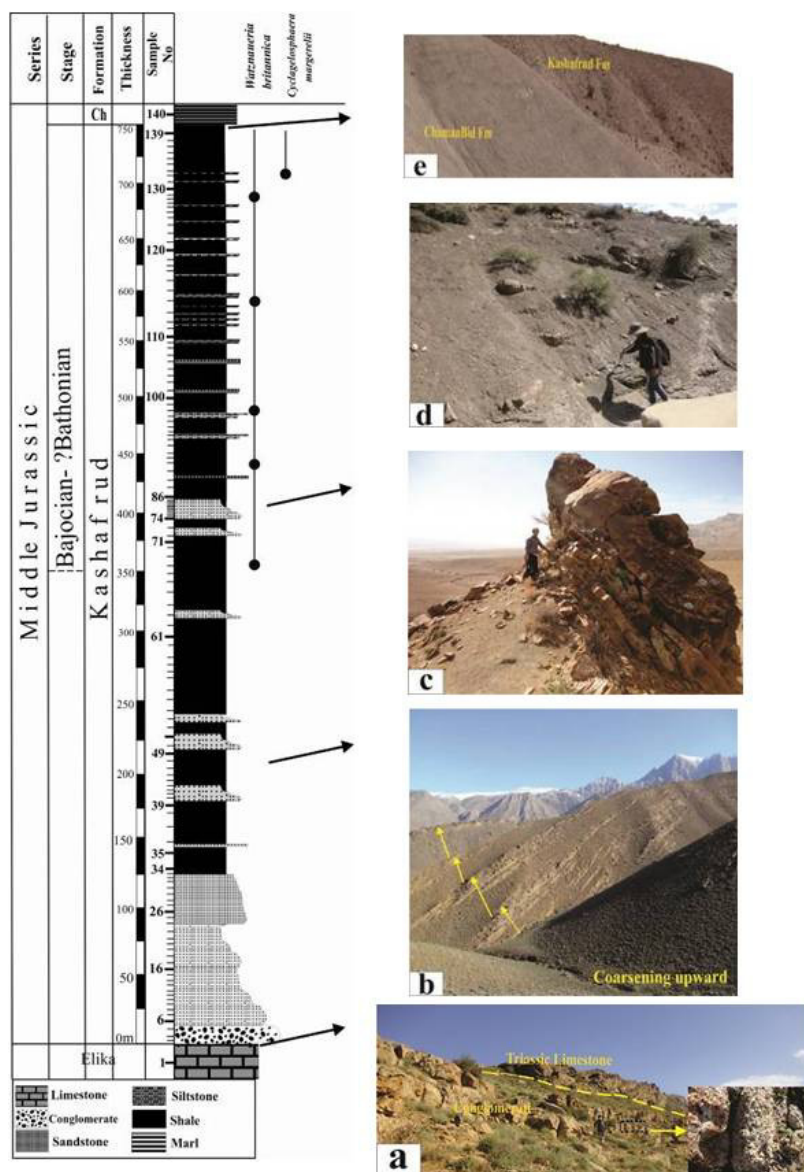 Series
Stage
Formation
Thickness
Sample
No
Watznaueria
britannica
Cyclagelosphaera
margerelii
Middle Jurassic
Bajocian- ?Bathonian
Kashafrud
Ch
Elika
750
700
650
600
550
500
450
400
350
300
250
200
150
100
50
0m
140
139
130
120
110
100
86
74
71
61
49
39
35
34
26
16
6
1
Limestone
Siltstone
Conglomerate
Shale
Sandstone
Marl
Kashafrud Fm
ChamanBid Fm
e
d
c
b
Coarsening upward
Triassic Limestone
Conglomerate
a